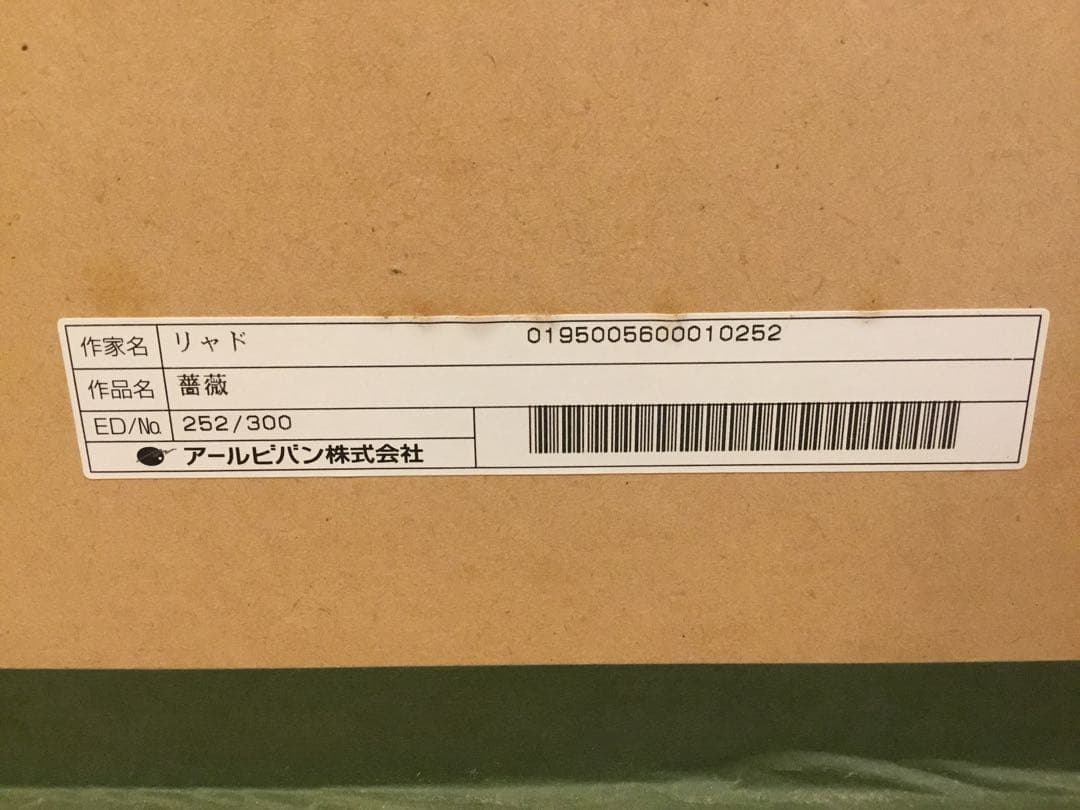 作家名 リャド 0195005600010252
作品名 薔薇
ED/No. 252/300
アールビバン株式会社